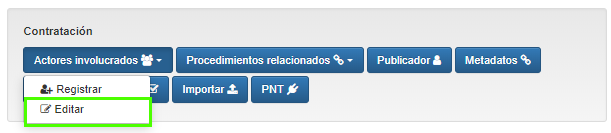 Contratación
Actores involucrados
Procedimientos relacionados
Publicador
Metadatos
Registrar
Editar
Importar
PNT